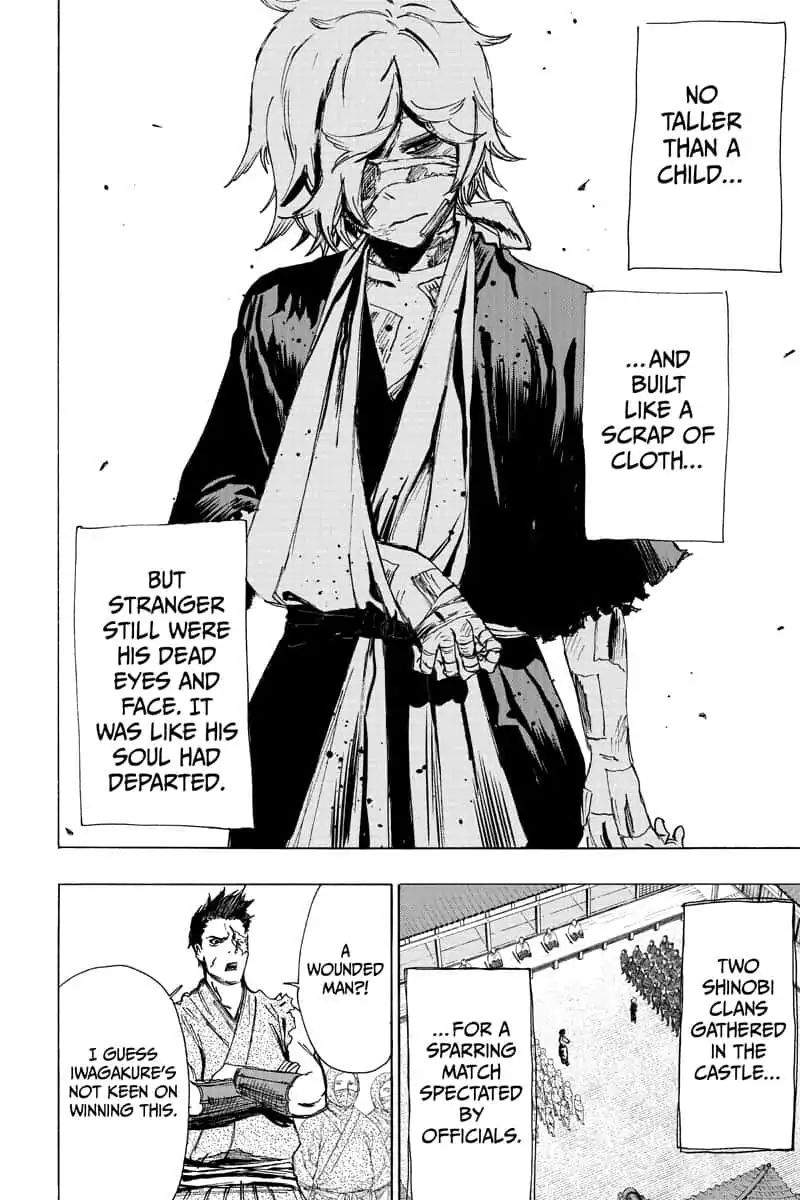 NO
TALLER
THAN A
CHILD...
...AND
BUILT
LIKE A
SCRAP OF
CLOTH...
BUT
STRANGER
STILL WERE
HIS DEAD
EYES AND
FACE. IT
WAS LIKE HIS
SOUL HAD
DEPARTED.
TWO
SHINOBI
CLANS
GATHERED
IN THE
CASTLE...
...FOR A
SPARRING
MATCH
SPECTATED
BY
OFFICIALS.
A
WOUNDED
MAN?!
I GUESS
IWAGAKURE'S
NOT KEEN ON
WINNING THIS.